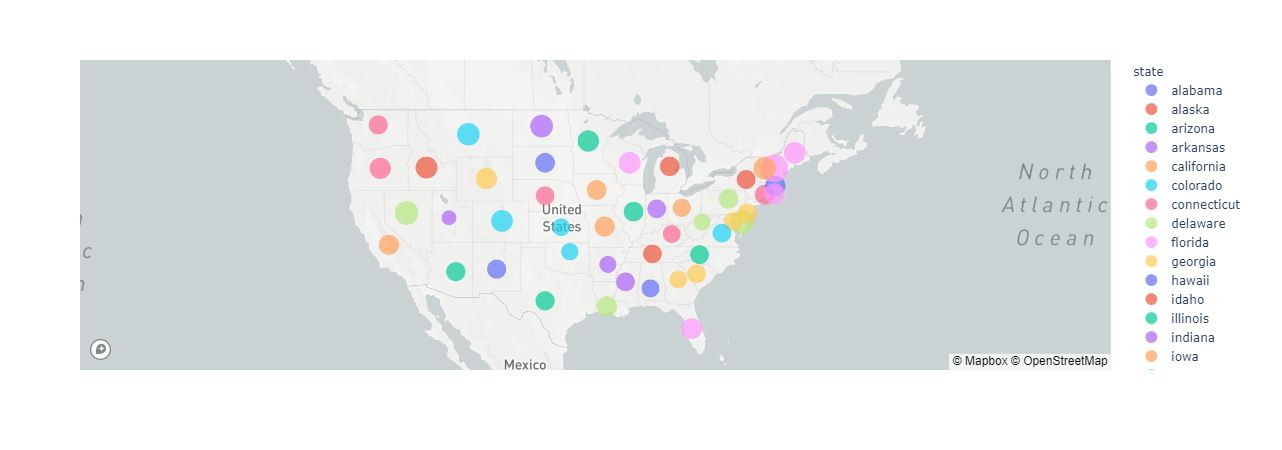 state
alabama
alaska
arizona
arkansas
california
colorado
connecticut
delaware
florida
georgia
hawaii
idaho
illinois
indiana
iowa
North
Atlantic
Ocean
United
States
c
Mexico
© Mapbox © OpenStreetMap